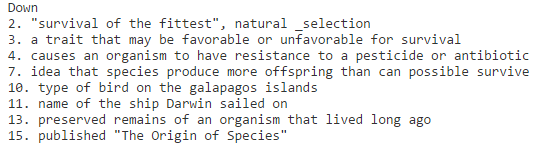 Down
2. "survival of the fittest", natural _selection
3. a trait that may be favorable or unfavorable for survival
4. causes an organism to have resistance to a pesticide or antibiotic
7. idea that species produce more offspring than can possible survive
10. type of bird on the galapagos islands
11. name of the ship Darwin sailed on
13. preserved remains of an organism that lived long ago
15. published "The Origin of Species"